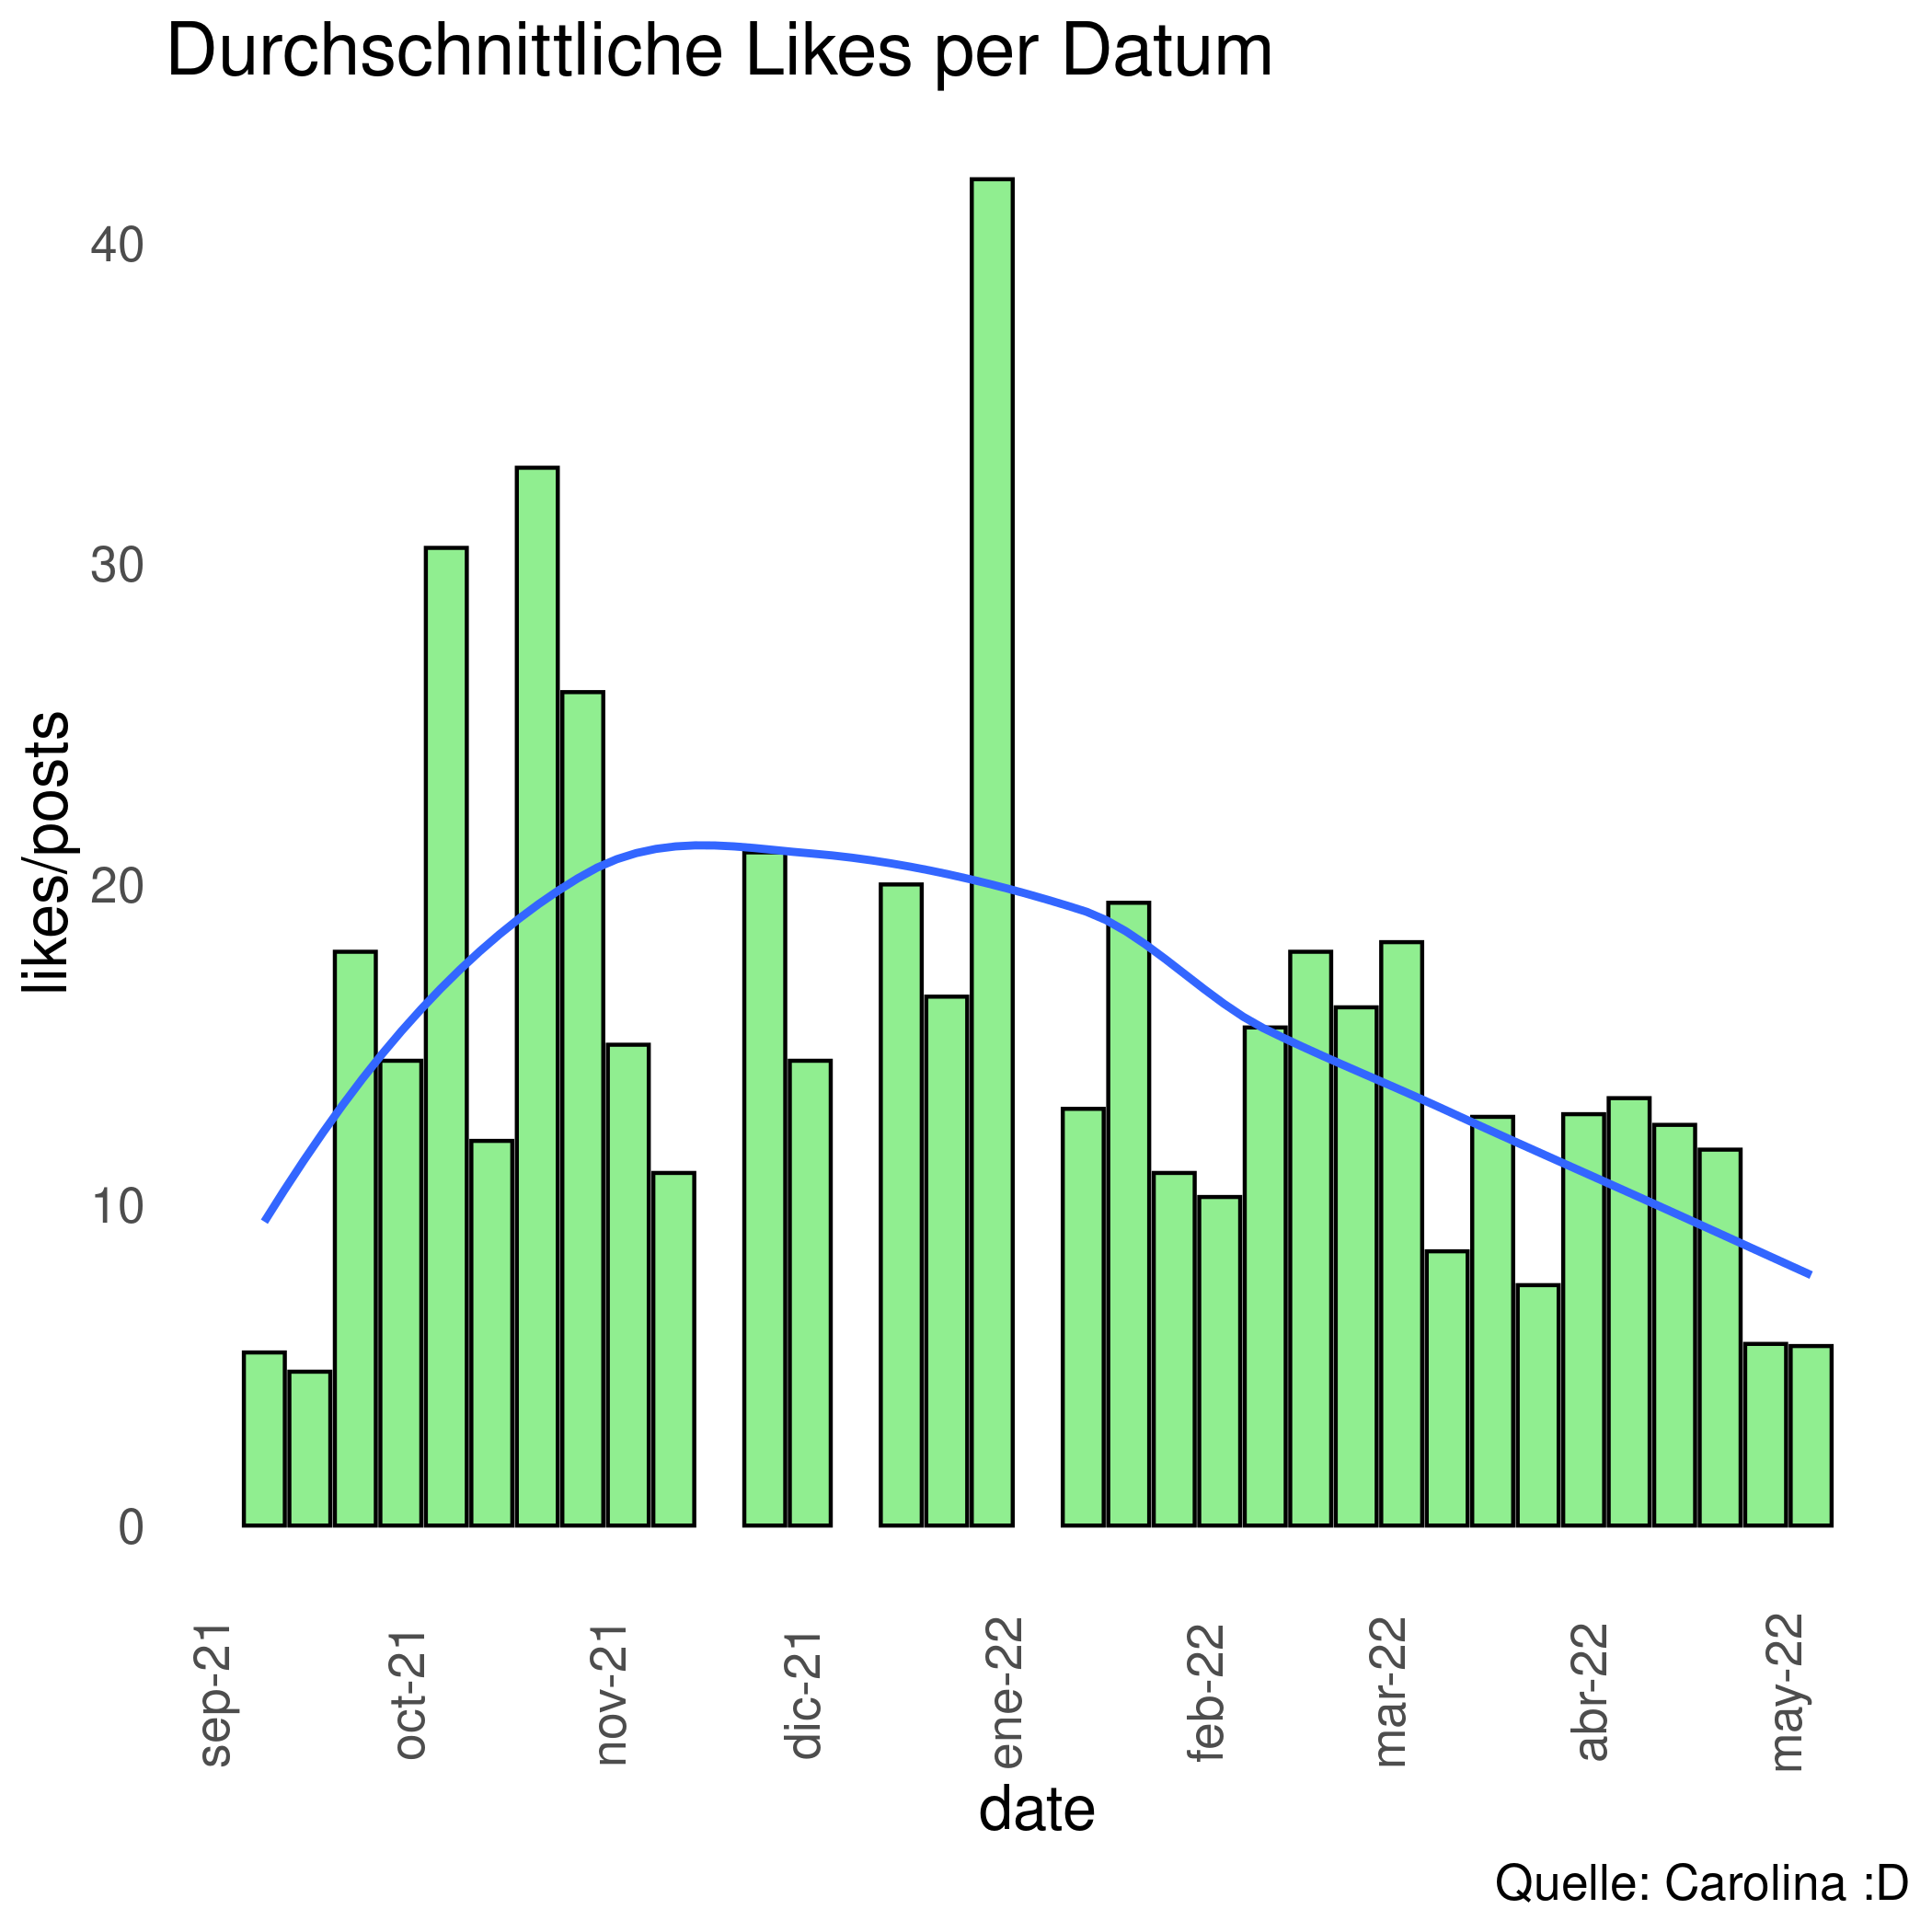 Durchschnittliche Likes per Datum
likes/posts
40
30
20
10
0
sep-21
oct-21
nov-21
dic-21
ene-22
feb-22
mar-22
abr-22
may-22
date
Quelle: Carolina :D